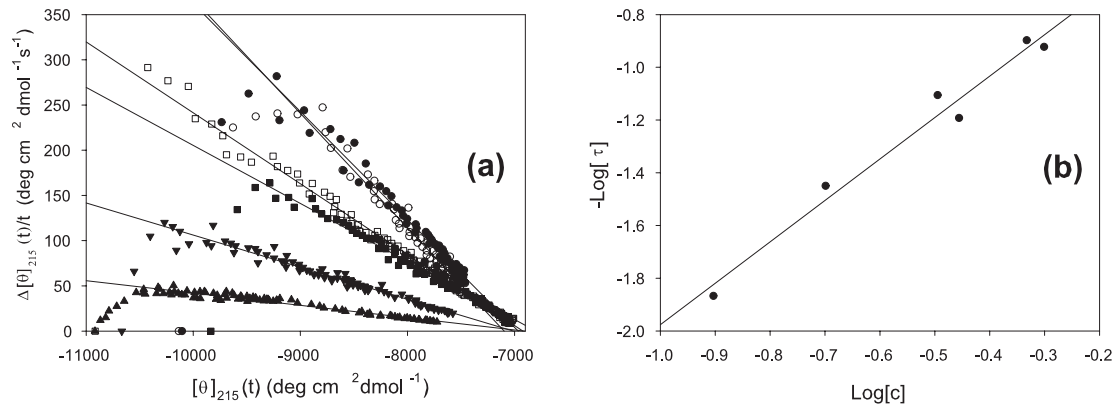 350
300
250
200
150
100
50
0
Δ[θ]215 (t)/t (deg cm 2 dmol -1 s-1)
(a)
-11000 -10000 -9000 -8000 -7000
[θ]215(t) (deg cm 2dmol -1)
-0.8
-1.0
-1.2
-1.4
-1.6
-1.8
-2.0
-Log[ τ]
(b)
-1.0 -0.9 -0.8 -0.7 -0.6 -0.5 -0.4 -0.3 -0.2
Log[c]